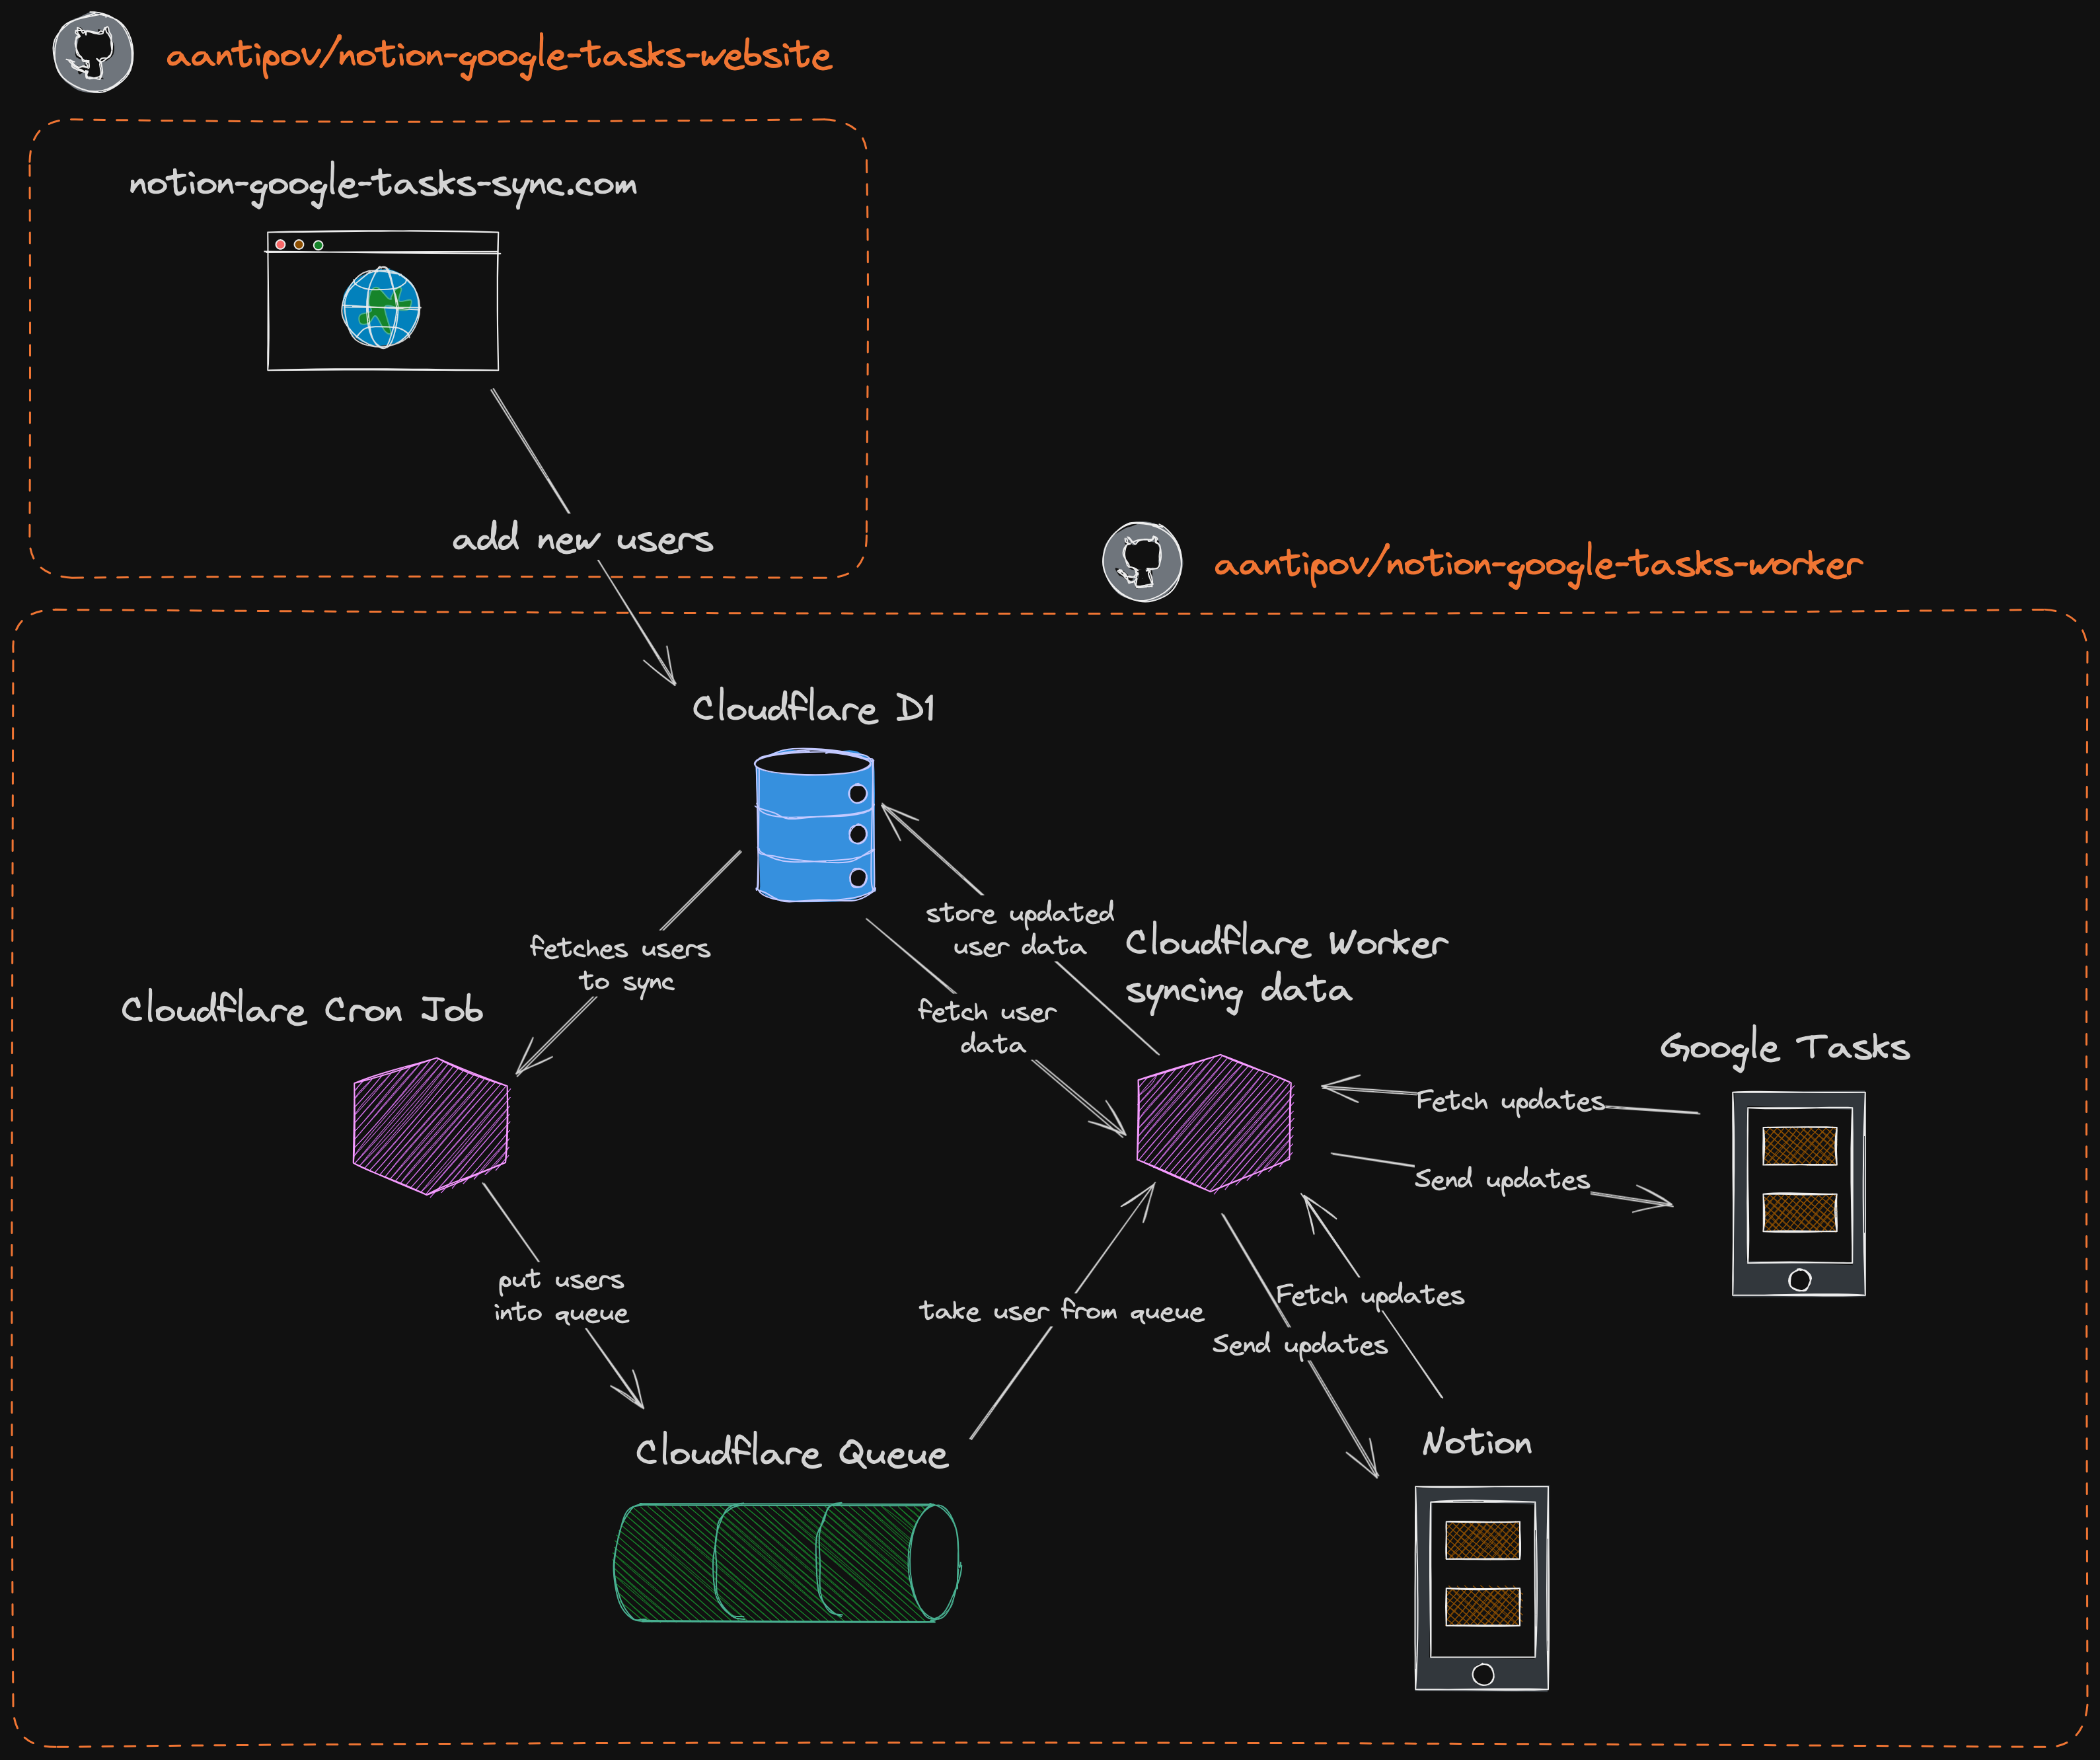 aantipov/notion-google-tasks-website
notion-google-tasks-sync.com
add new users
aantipov/notion-google-tasks-worker
Cloudflare D1
store updated
user data
fetches users
to sync
Cloudflare Worker
syncing data
Cloudflare Cron Job
fetch user
data
Google Tasks
Fetch updates
Send updates
put users
into queue
take user from queue
Fetch updates
Send updates
Cloudflare Queue
Notion